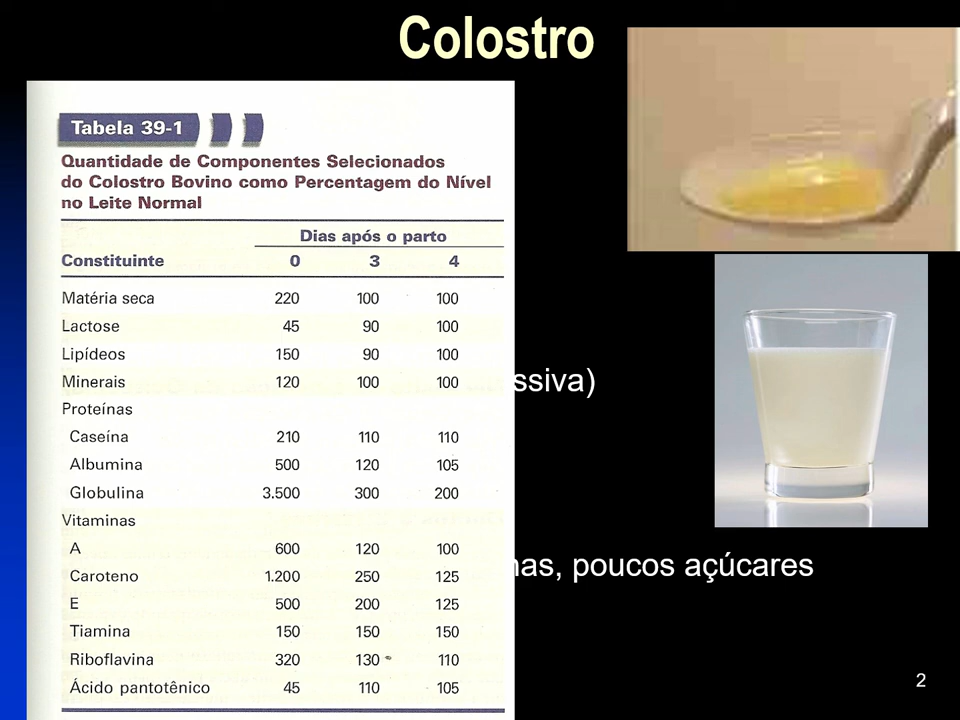 Colostro
Tabela 39-1
Quantidade de Componentes Selecionados
do Colostro Bovino como Percentagem do Nível
no Leite Normal
Dias após o parto
Constituinte 0 3 4
Matéria seca 220 100 100
Lactose 45 90 100
Lipídeos 150 90 100
Minerais 120 100 100
Proteínas
Caseína 210 110 110
Albumina 500 120 105
Globulina 3.500 300 200
Vitaminas
A 600 120 100
Caroteno 1.200 250 125
E 500 200 125
Tiamina 150 150 150
Riboflavina 320 130 110
Ácido pantotênico 45 110 105
ssiva)
nas, poucos açúcares
2